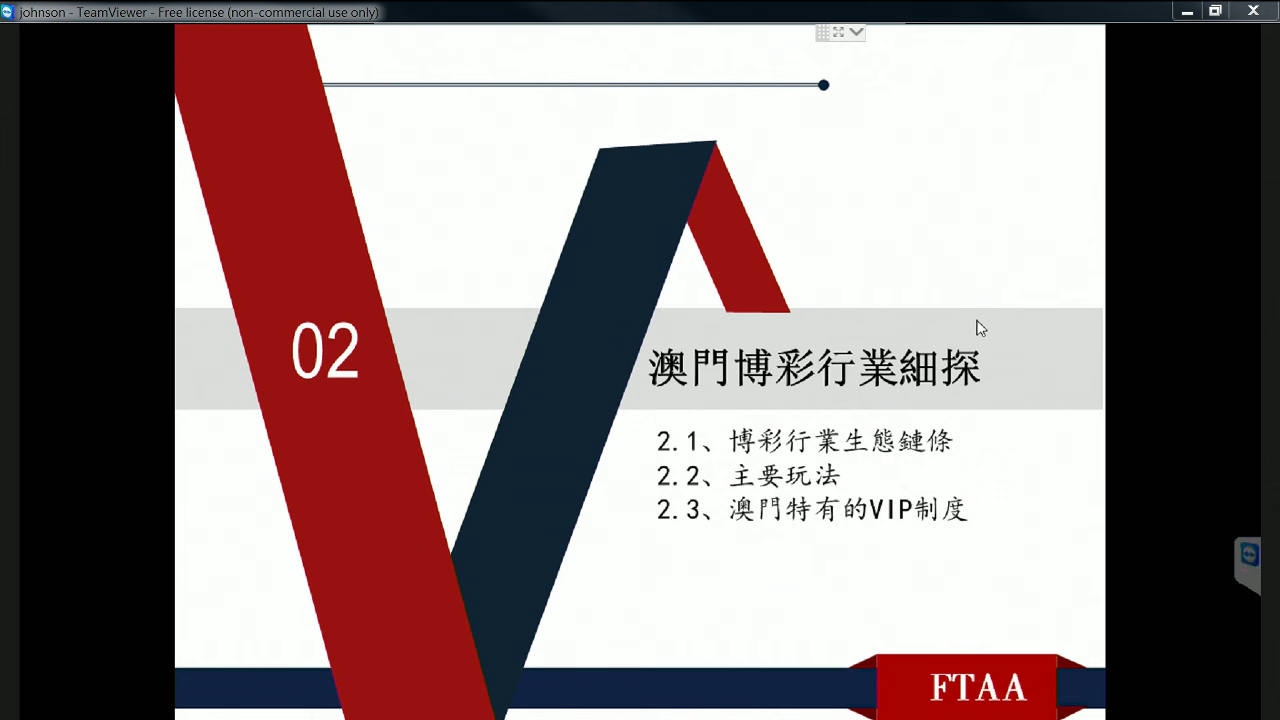 johnson - TeamViewer - Free license (non-commercial use only)
02
澳門博彩行業細探
2.1、博彩行業生態鏈條
2.2、主要玩法
2.3、澳門特有的VIP制度
FTAA